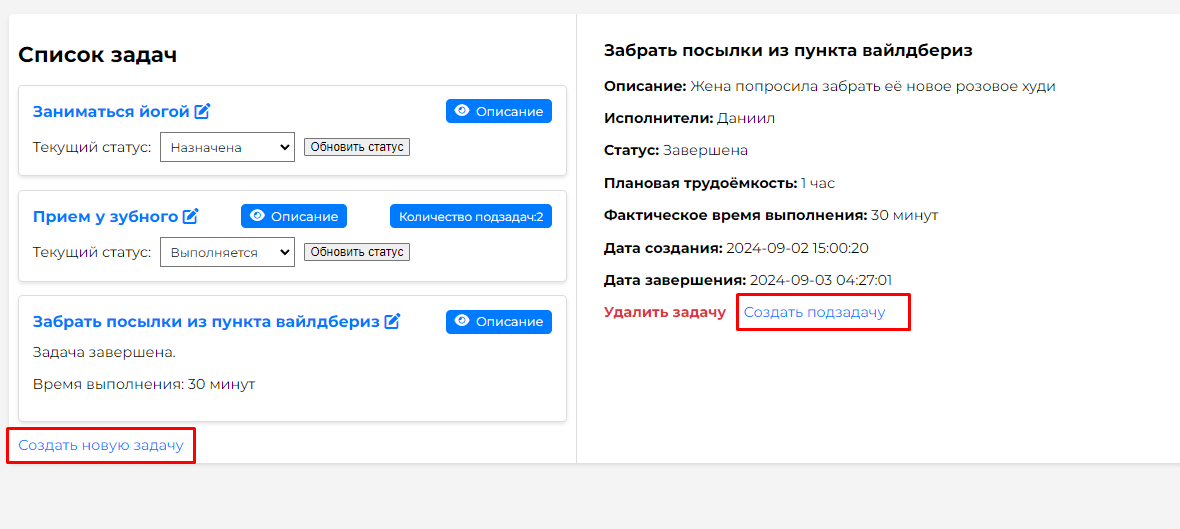 Список задач
Заниматься йогой
Описание
Текущий статус: Назначена Обновить статус
Прием у зубного
Описание
Количество подзадач:2
Текущий статус: Выполняется Обновить статус
Забрать посылки из пункта вайлдбериз
Описание
Задача завершена.
Время выполнения: 30 минут
Создать новую задачу
Забрать посылки из пункта вайлдбериз
Описание: Жена попросила забрать её новое розовое худи
Исполнители: Даниил
Статус: Завершена
Плановая трудоёмкость: 1 час
Фактическое время выполнения: 30 минут
Дата создания: 2024-09-02 15:00:20
Дата завершения: 2024-09-03 04:27:01
Удалить задачу Создать подзадачу